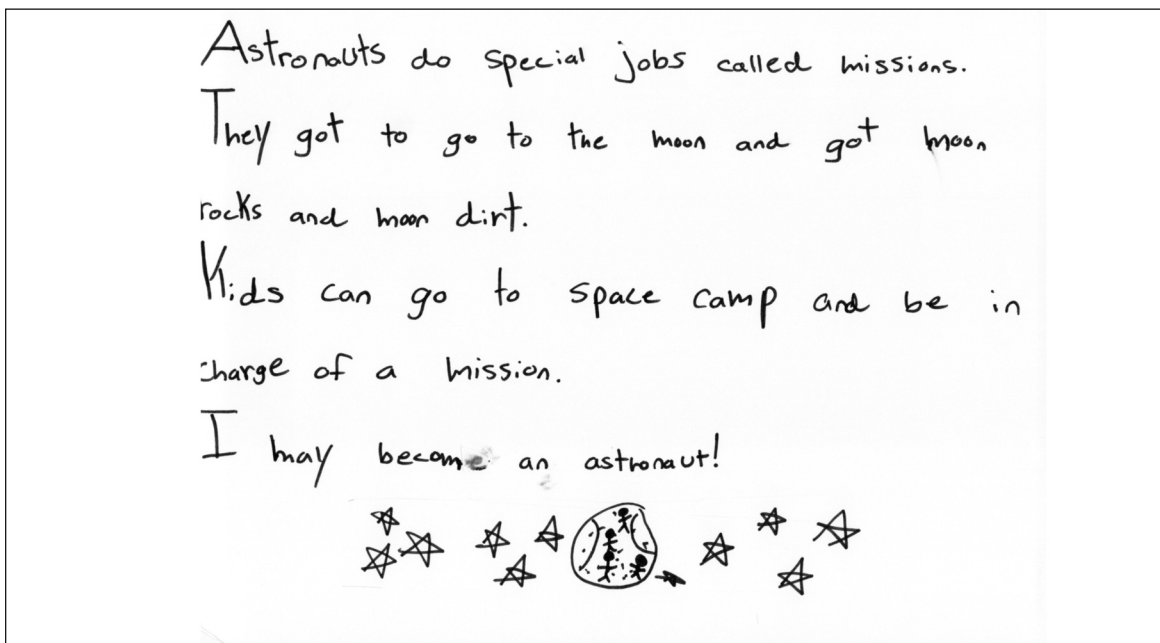 Astronauts do special jobs called missions.
They got to go to the moon and got moon
rocks and moon dirt.
Kids can go to space camp and be in
charge of a mission.
I may become an astronaut!